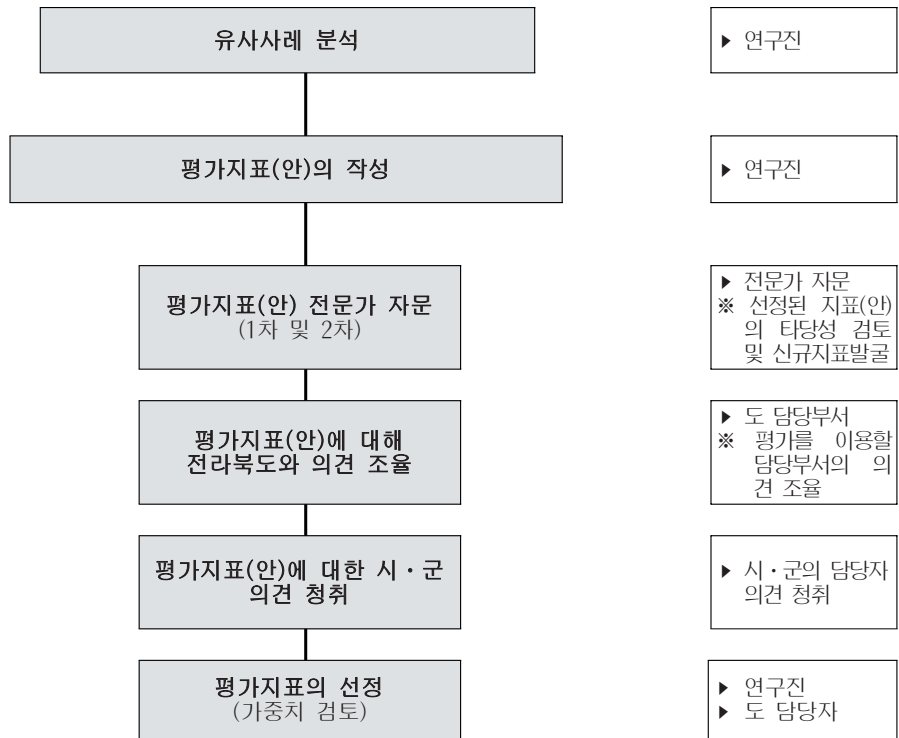 유사사례 분석
▶ 연구진
평가지표(안)의 작성
▶ 연구진
평가지표(안) 전문가 자문
(1차 및 2차)
▶ 전문가 자문
※ 선정된 지표(안)
의 타당성 검토
및 신규지표발굴
평가지표(안)에 대해
전라북도와 의견 조율
▶ 도 담당부서
※ 평가를 이용할
담당부서의 의
견 조율
평가지표(안)에 대한 시・군
의견 청취
▶ 시・군의 담당자
의견 청취
평가지표의 선정
(가중치 검토)
▶ 연구진
▶ 도 담당자